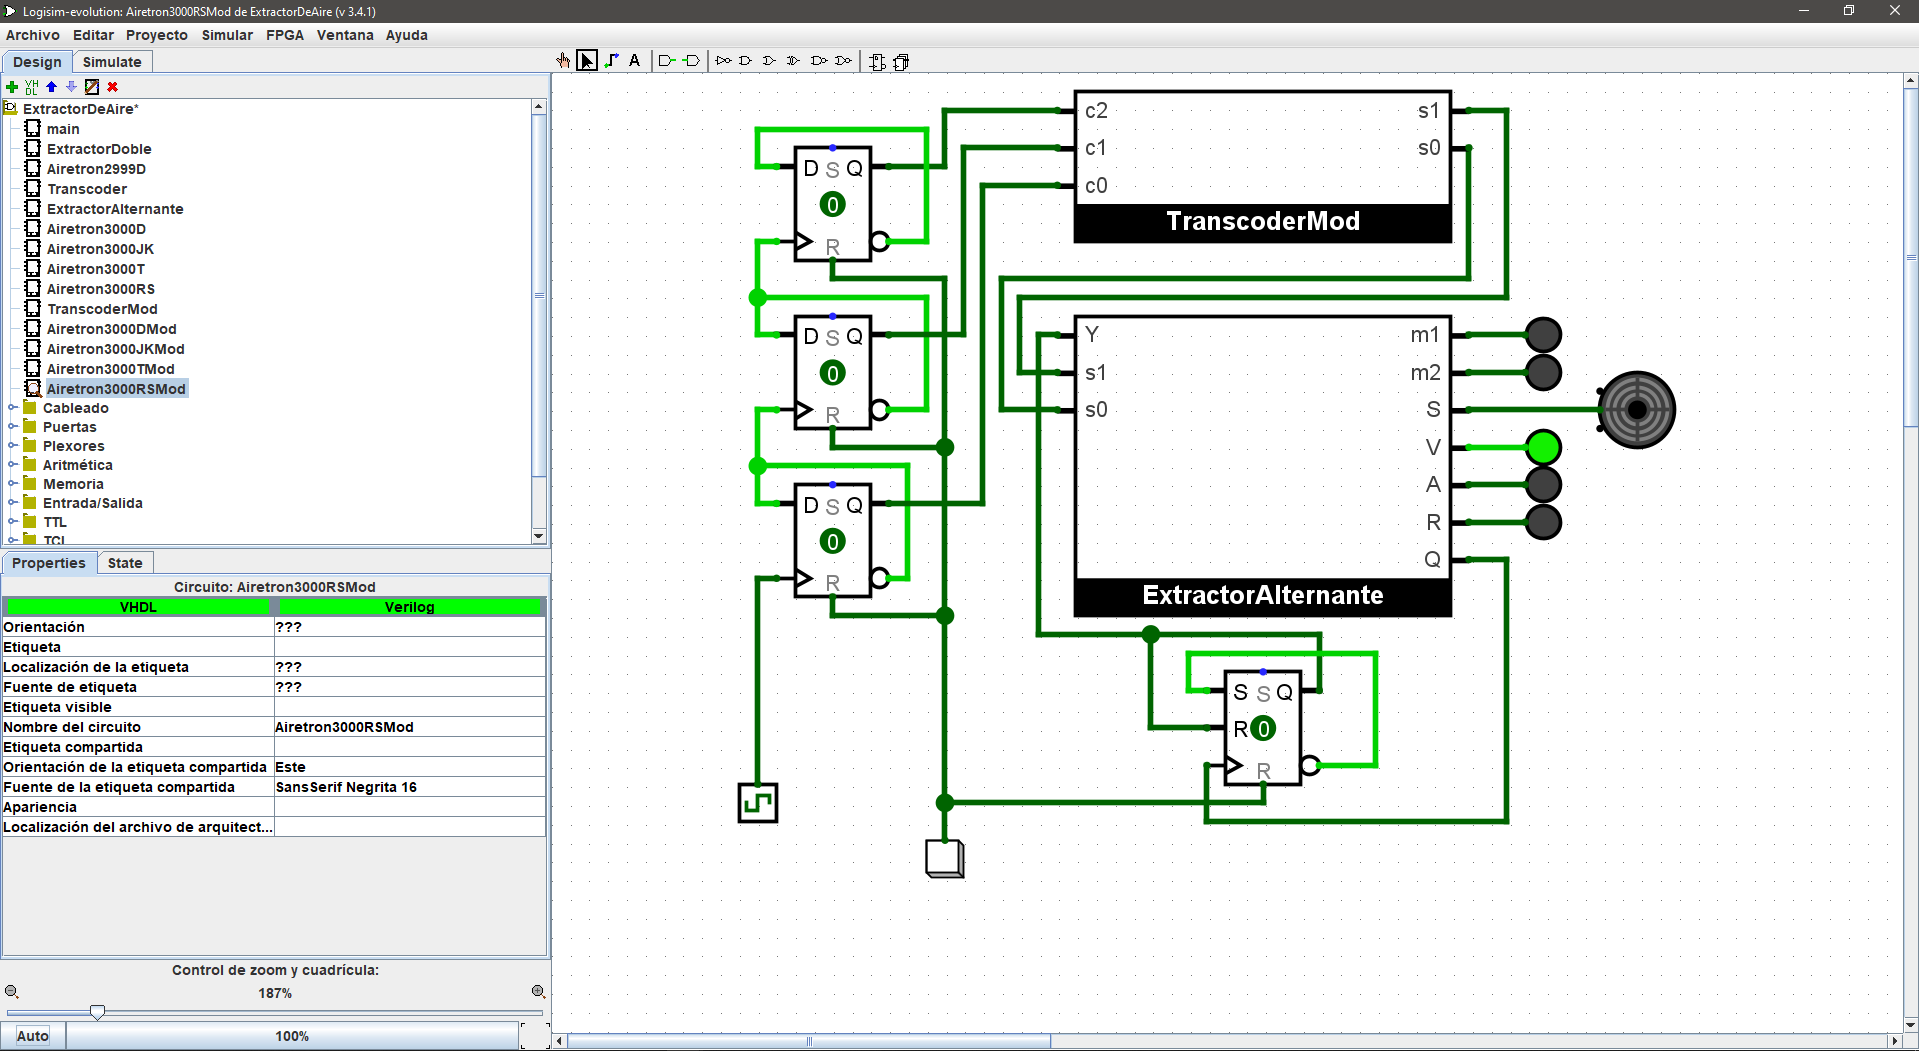 Logisim-evolution: Airetron3000RSMod de ExtractorDeAire (v 3.4.1)
Archivo Editar Proyecto Simular FPGA Ventana Ayuda
Design Simulate
A
VH
DL
ExtractorDeAire*
main
ExtractorDoble
Airetron2999D
Transcoder
ExtractorAlternante
Airetron3000D
Airetron3000JK
Airetron3000T
Airetron3000RS
TranscoderMod
Airetron3000DMod
Airetron3000JKMod
Airetron3000TMod
Airetron3000RSMod
Cableado
Puertas
Plexores
Aritmética
Memoria
Entrada/Salida
TTL
TCL
Properties State
Circuito: Airetron3000RSMod
VHDL Verilog
Orientación ???
Etiqueta
Localización de la etiqueta ???
Fuente de etiqueta ???
Etiqueta visible
Nombre del circuito Airetron3000RSMod
Etiqueta compartida
Orientación de la etiqueta compartida Este
Fuente de la etiqueta compartida SansSerif Negrita 16
Apariencia
Localización del archivo de arquitect...
Control de zoom y cuadrícula:
187%
Auto 100%
D S Q
0
R
D S Q
0
R
D S Q
0
R
c2 s1
c1 s0
c0
TranscoderMod
Y m1
s1 m2
s0 S
V
A
R
Q
ExtractorAlternante
S S Q
R 0
R